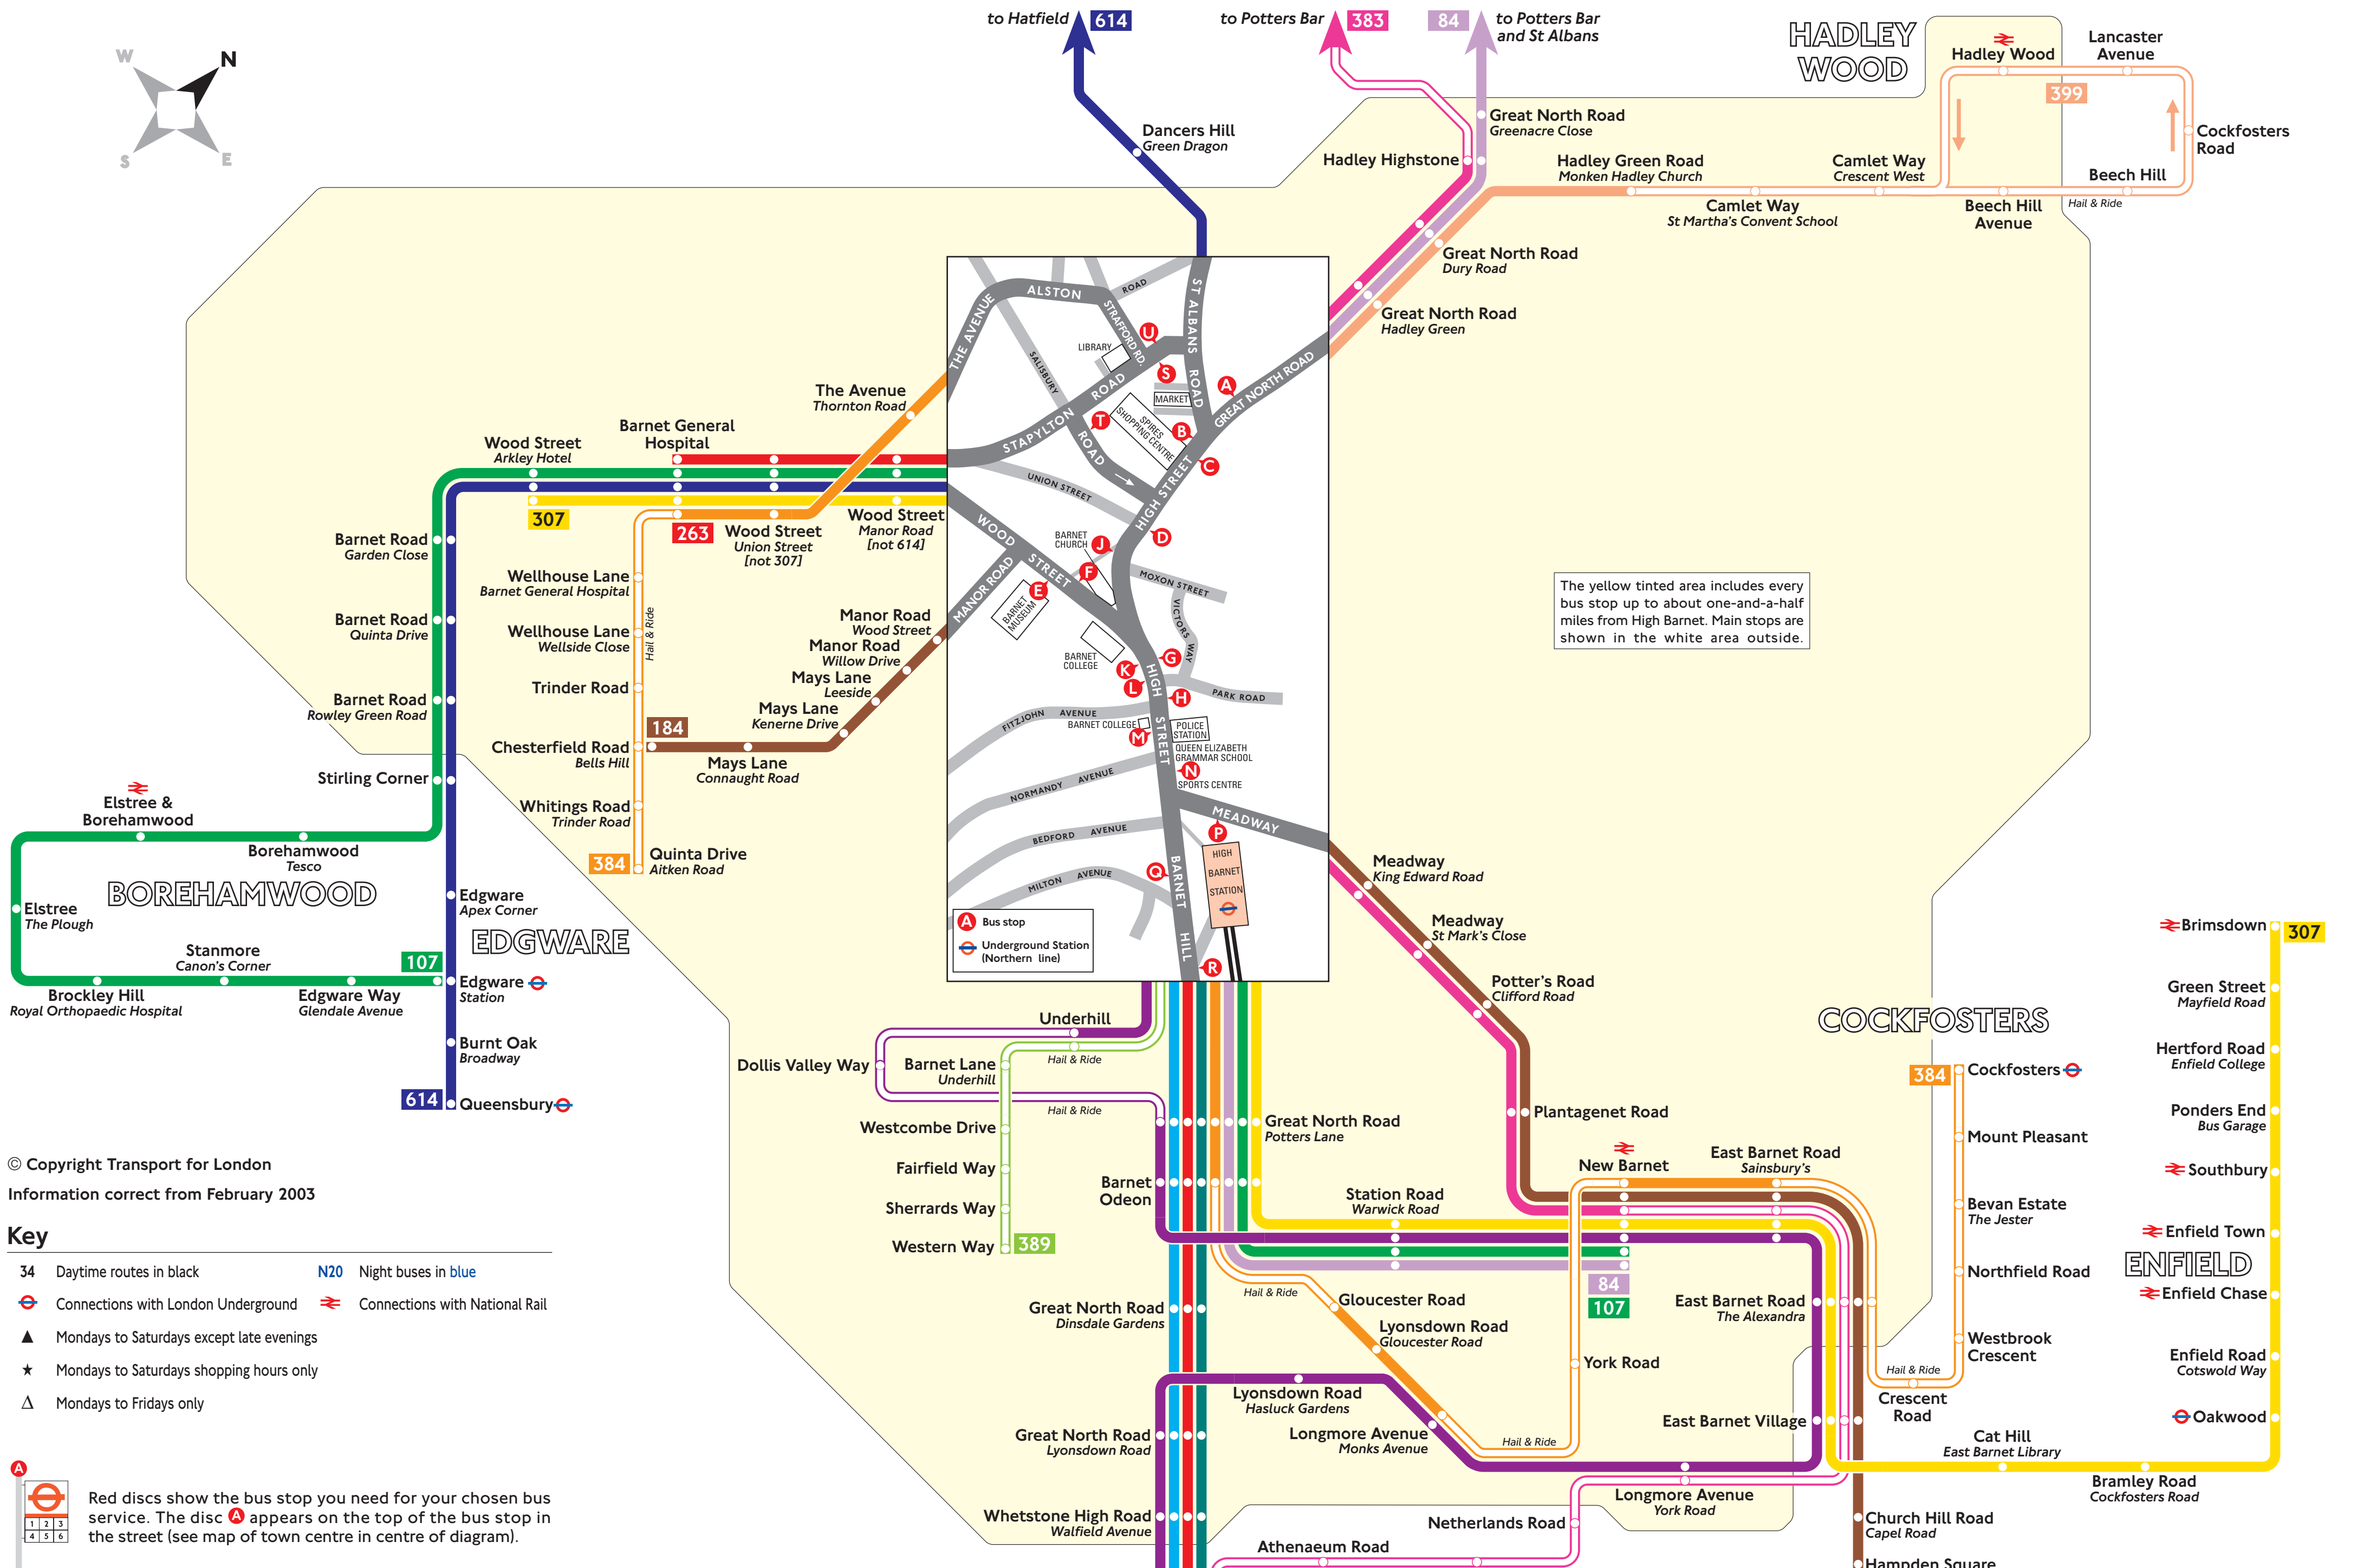 to Hatfield
614
to Potters Bar
383
84
to Potters Bar
and St Albans
HADLEY
WOOD
Hadley Wood
Lancaster
Avenue
399
Cockfosters
Road
W
N
S
E
Dancers Hill
Green Dragon
Great North Road
Greenacre Close
Hadley Highstone
Hadley Green Road
Monken Hadley Church
Camlet Way
Crescent West
Beech Hill
Hail & Ride
Camlet Way
St Martha's Convent School
Beech Hill
Avenue
Great North Road
Dury Road
Great North Road
Hadley Green
THE AVENUE
ALSTON
ROAD
STRAFFORD RD.
ST ALBANS
ROAD
SALISBURY
ROAD
LIBRARY
U
S
A
MARKET
STAPYLTON
ROAD
T
SPIRES
SHOPPING CENTRE
B
C
GREAT NORTH ROAD
UNION STREET
HIGH STREET
D
WOOD
STREET
BARNET
CHURCH
J
F
E
MOXON STREET
MANOR ROAD
BARNET
MUSEUM
VICTORS
WAY
BARNET
COLLEGE
K
G
L
H
HIGH
STREET
PARK ROAD
FITZJOHN
AVENUE
BARNET COLLEGE
POLICE
STATION
M
QUEEN ELIZABETH
GRAMMAR SCHOOL
N
SPORTS CENTRE
NORMANDY
AVENUE
MEADWAY
P
BEDFORD
AVENUE
HIGH
BARNET
STATION
MILTON
AVENUE
Q
BARNET
HILL
R
A
Bus stop
Underground Station
(Northern line)
The Avenue
Thornton Road
Wood Street
Arkley Hotel
Barnet General
Hospital
307
263
Wood Street
Union Street
[not 307]
Wood Street
Manor Road
[not 614]
Barnet Road
Garden Close
Barnet Road
Quinta Drive
Barnet Road
Rowley Green Road
Stirling Corner
Wellhouse Lane
Barnet General Hospital
Hail & Ride
Wellhouse Lane
Wellside Close
Trinder Road
184
Chesterfield Road
Bells Hill
Whitings Road
Trinder Road
384
Quinta Drive
Aitken Road
Manor Road
Wood Street
Manor Road
Willow Drive
Mays Lane
Leeside
Mays Lane
Kenerne Drive
Mays Lane
Connaught Road
Elstree &
Borehamwood
Borehamwood
Tesco
BOREHAMWOOD
Elstree
The Plough
Stanmore
Canon's Corner
107
Brockley Hill
Royal Orthopaedic Hospital
Edgware Way
Glendale Avenue
Edgware
Apex Corner
EDGWARE
Edgware
Station
Burnt Oak
Broadway
614
Queensbury
The yellow tinted area includes every
bus stop up to about one-and-a-half
miles from High Barnet. Main stops are
shown in the white area outside.
Meadway
King Edward Road
Meadway
St Mark's Close
Potter's Road
Clifford Road
Plantagenet Road
New Barnet
East Barnet Road
Sainsbury's
Underhill
Hail & Ride
Dollis Valley Way
Barnet Lane
Underhill
Hail & Ride
Westcombe Drive
Fairfield Way
Sherrards Way
Western Way
389
Great North Road
Potters Lane
Barnet
Odeon
Station Road
Warwick Road
84
107
Hail & Ride
Gloucester Road
Lyonsdown Road
Gloucester Road
York Road
Great North Road
Dinsdale Gardens
Lyonsdown Road
Hasluck Gardens
Longmore Avenue
Monks Avenue
Hail & Ride
Great North Road
Lyonsdown Road
Whetstone High Road
Walfield Avenue
Athenaeum Road
Netherlands Road
Longmore Avenue
York Road
East Barnet Road
The Alexandra
East Barnet Village
Church Hill Road
Capel Road
Hampden Square
COCKFOSTERS
384
Cockfosters
Mount Pleasant
Bevan Estate
The Jester
Northfield Road
Westbrook
Crescent
Hail & Ride
Crescent
Road
Cat Hill
East Barnet Library
Bramley Road
Cockfosters Road
Brimsdown
307
Green Street
Mayfield Road
Hertford Road
Enfield College
Ponders End
Bus Garage
Southbury
Enfield Town
ENFIELD
Enfield Chase
Enfield Road
Cotswold Way
Oakwood
© Copyright Transport for London
Information correct from February 2003
Key
34
Daytime routes in black
N20
Night buses in blue
Connections with London Underground
Connections with National Rail
Mondays to Saturdays except late evenings
Mondays to Saturdays shopping hours only
Mondays to Fridays only
A
1 2 3
4 5 6
Red discs show the bus stop you need for your chosen bus
service. The disc A appears on the top of the bus stop in
the street (see map of town centre in centre of diagram).